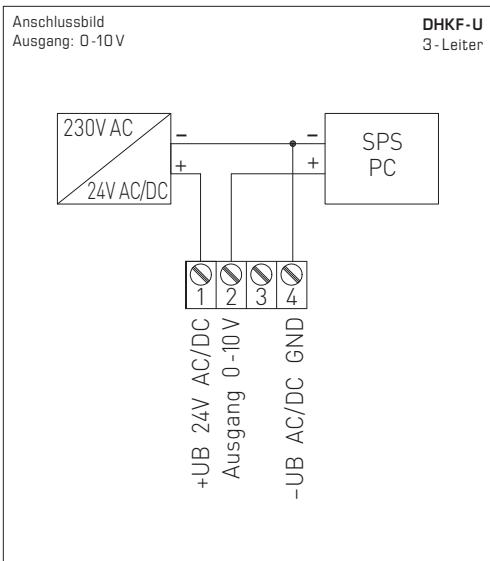 Anschlussbild
Ausgang: 0-10 V
DHKF-U
3-Leiter
230V AC
24V AC/DC
–
+
–
+
SPS
PC
1 2 3 4
+UB 24V AC/DC
Ausgang 0-10V
–UB AC/DC GND